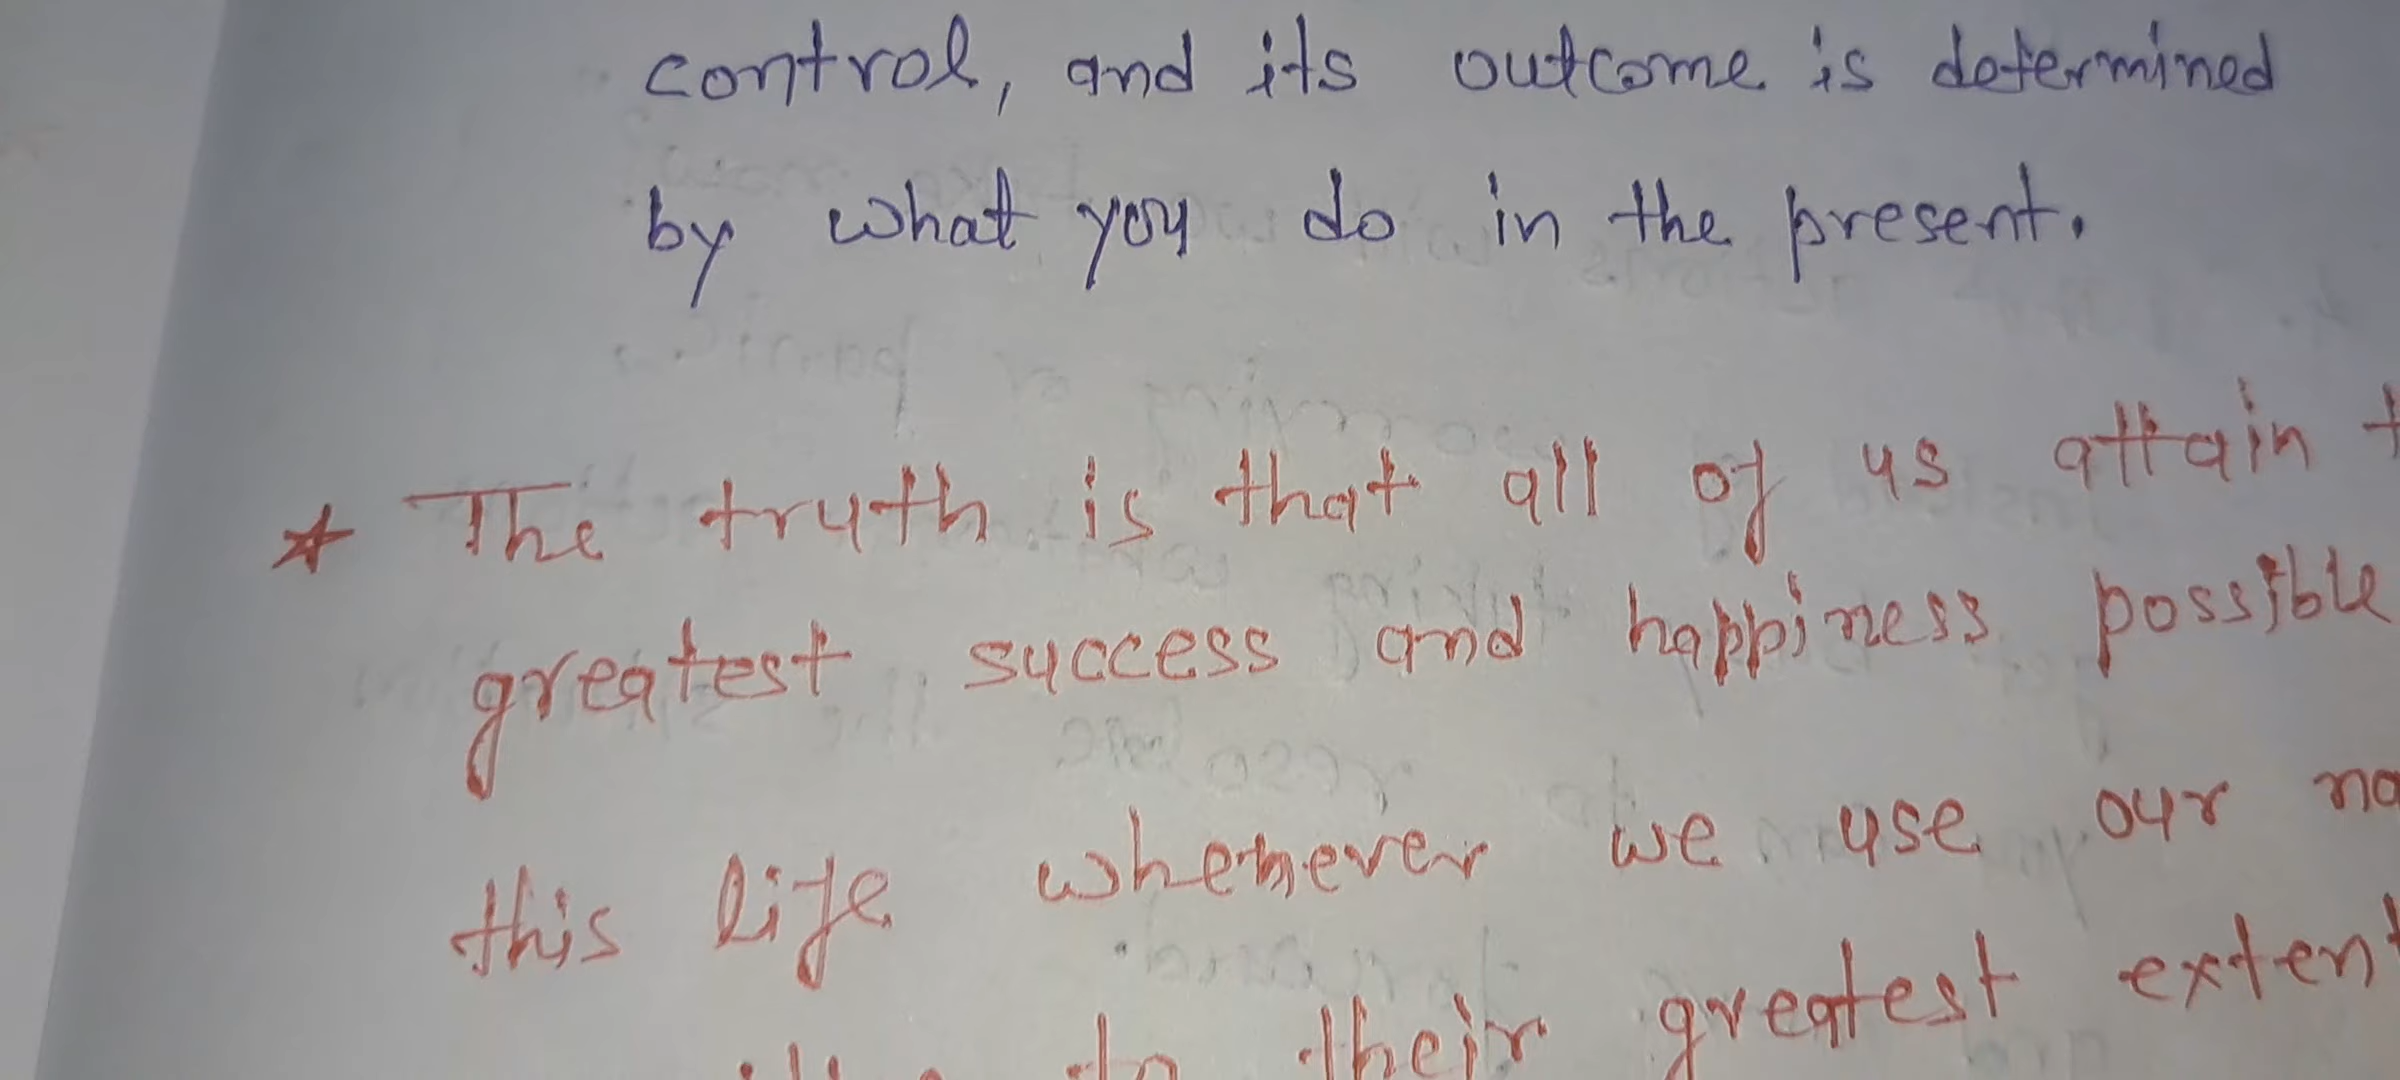 control, and its outcome is determined
by what you do in the present.
★ The truth is that all of us attain
greatest success and happiness possible
this life whenever we use our
to their greatest extent